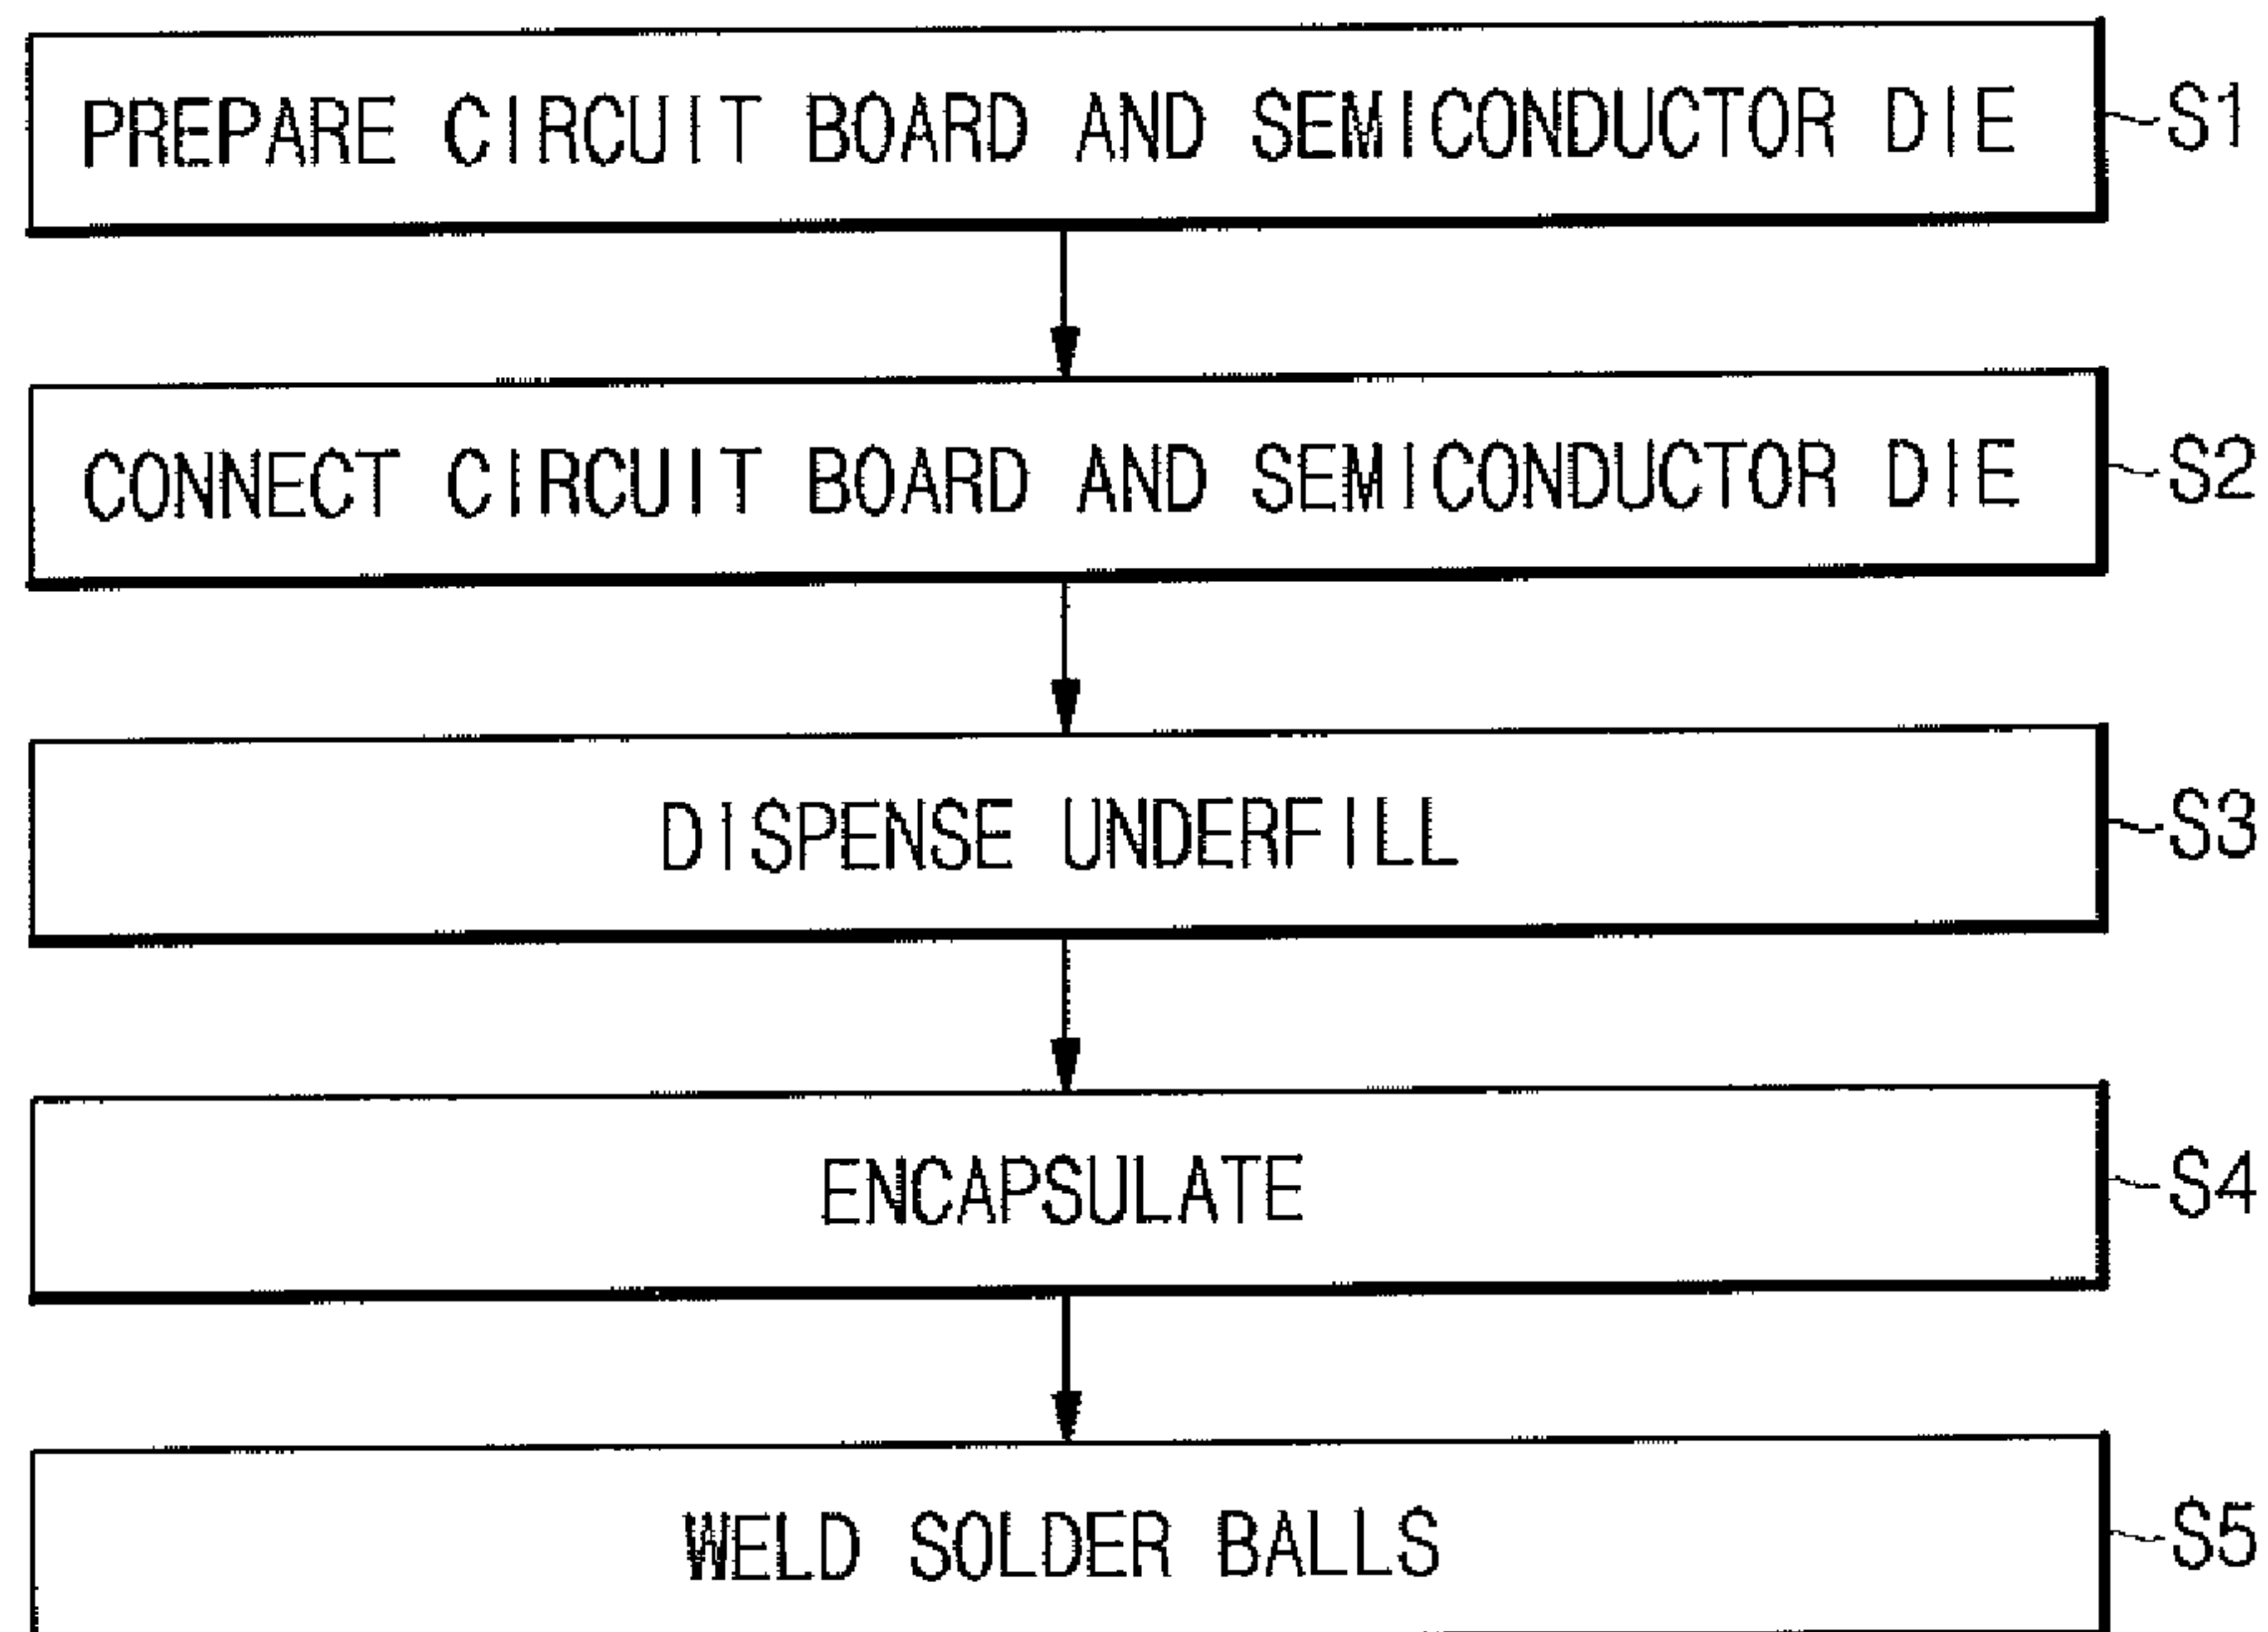 PREPARE CIRCUIT BOARD AND SEMICONDUCTOR DIE S1
CONNECT CIRCUIT BOARD AND SEMICONDUCTOR DIE S2
DISPENSE UNDERFILL S3
ENCAPSULATE S4
WELD SOLDER BALLS S5